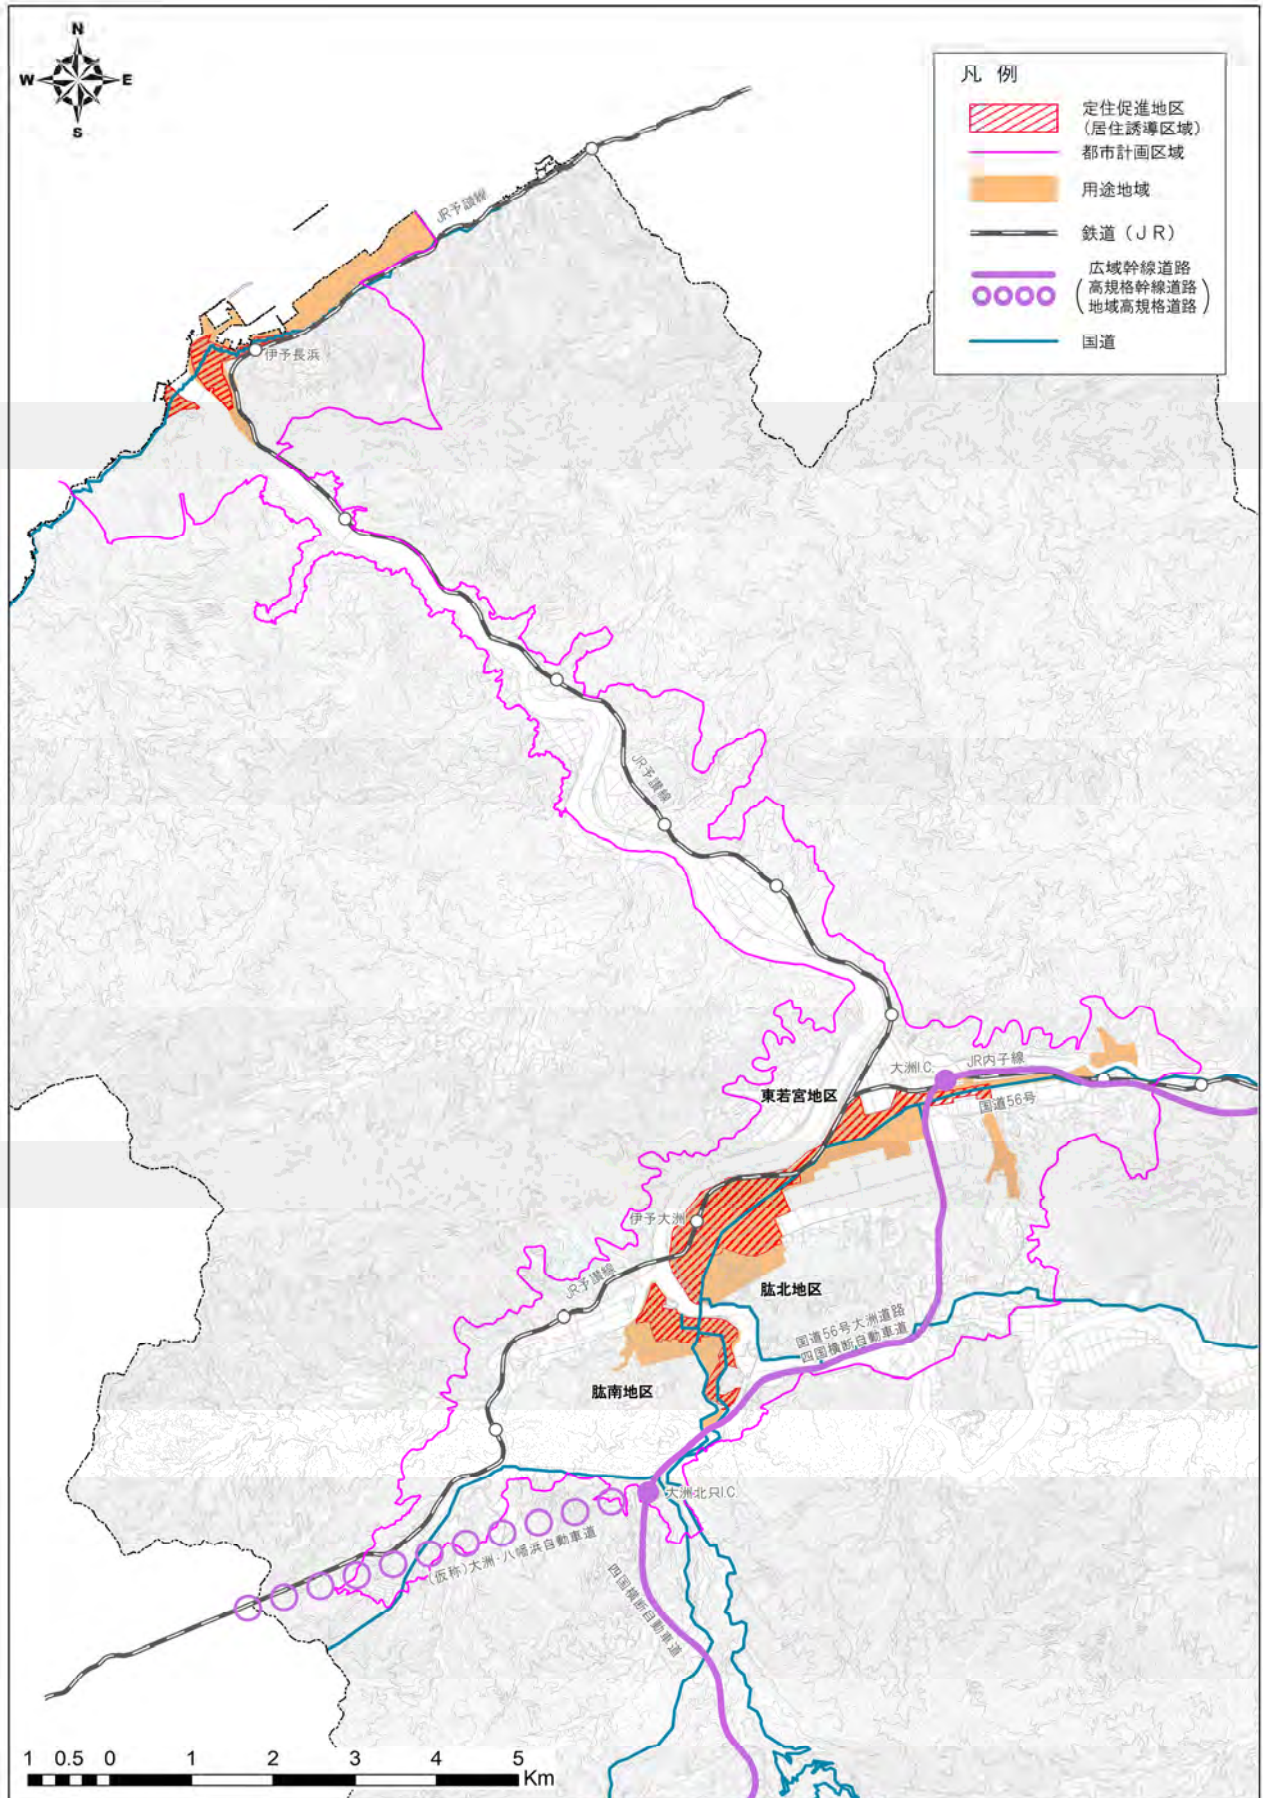 N
W E
S
凡 例
定住促進地区
(居住誘導区域)
都市計画区域
用途地域
鉄道(JR)
広域幹線道路
(高規格幹線道路
地域高規格道路)
国道
JR予讃線
伊予長浜
JR予讃線
大洲I.C.
JR内子線
東若宮地区
国道56号
伊予大洲
JR予讃線
肱北地区
国道56号大洲道路
四国横断自動車道
肱南地区
大洲北只I.C.
(仮称)大洲・八幡浜自動車道
四国横断自動車道
1 0.5 0 1 2 3 4 5
Km